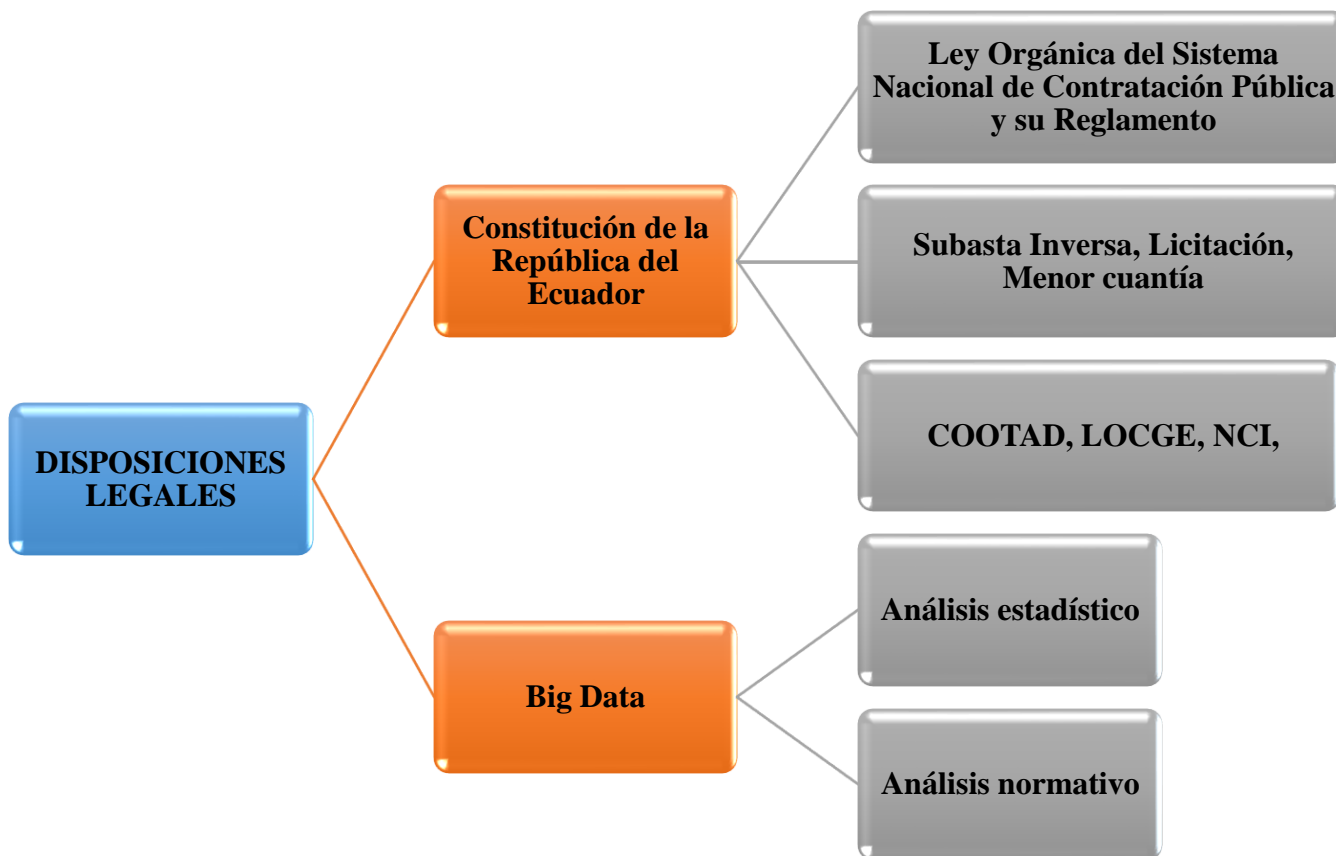 DISPOSICIONES
LEGALES
Constitución de la
República del
Ecuador
Ley Orgánica del Sistema
Nacional de Contratación Pública
y su Reglamento
Subasta Inversa, Licitación,
Menor cuantía
COOTAD, LOCGE, NCI,
Big Data
Análisis estadístico
Análisis normativo